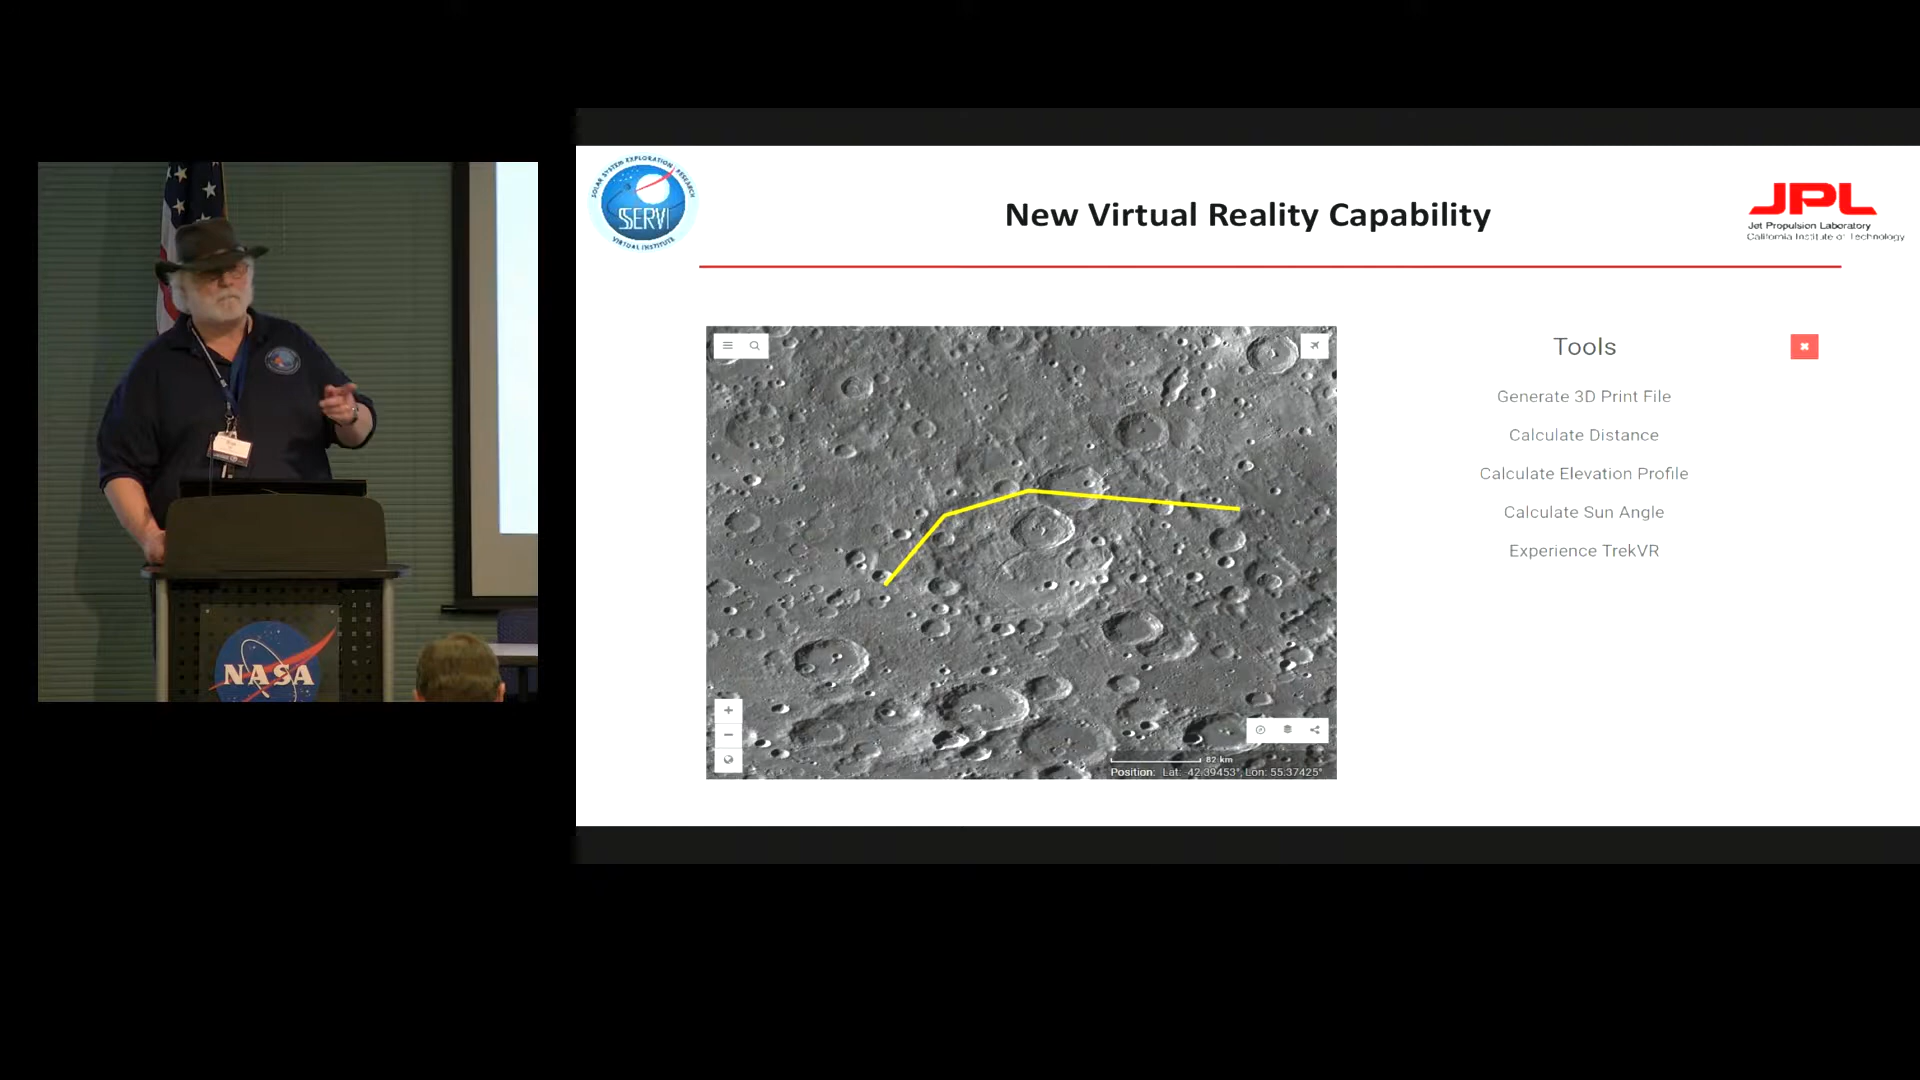 SOLAR SYSTEM EXPLORATION RESEARCH
SSERVI
VIRTUAL INSTITUTE
New Virtual Reality Capability
JPL
Jet Propulsion Laboratory
California Institute of Technology
Tools
Generate 3D Print File
Calculate Distance
Calculate Elevation Profile
Calculate Sun Angle
Experience TrekVR
82 km
Position: Lat: -42.39453°, Lon: 55.37425°
NASA